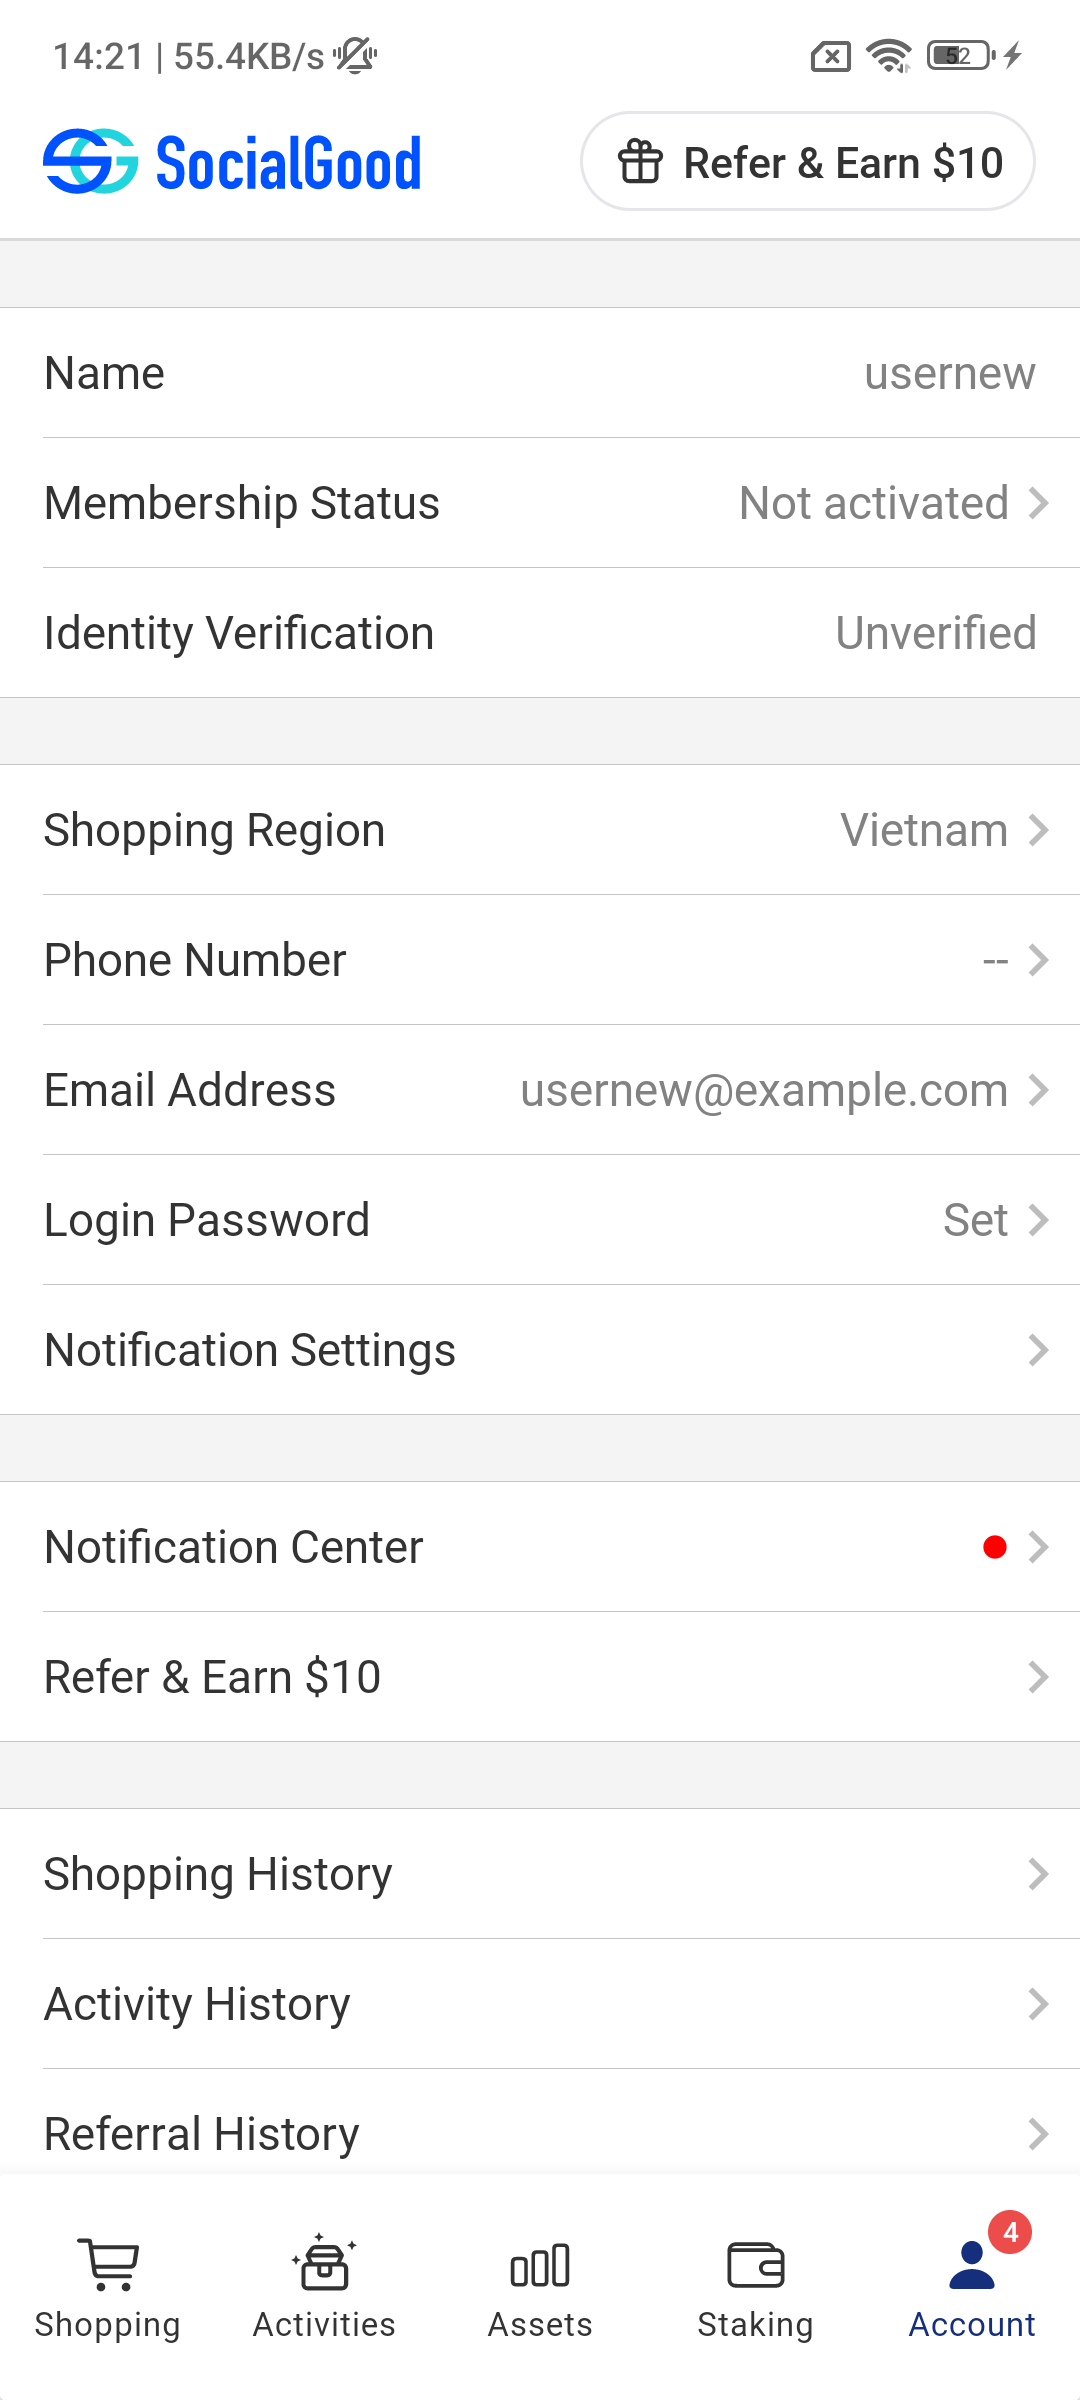 14:21 | 55.4KB/s
52
SocialGood
Refer & Earn $10
Name
usernew
Membership Status
Not activated
Identity Verification
Unverified
Shopping Region
Vietnam
Phone Number
--
Email Address
usernew@example.com
Login Password
Set
Notification Settings
Notification Center
Refer & Earn $10
Shopping History
Activity History
Referral History
4
Shopping
Activities
Assets
Staking
Account